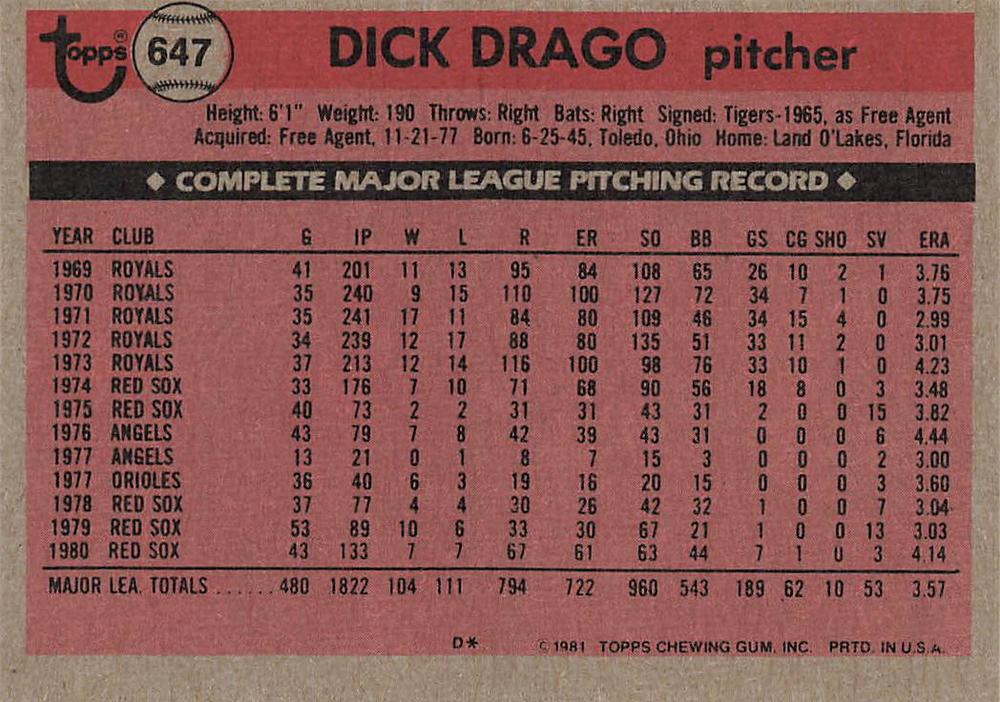 topps® 647 DICK DRAGO pitcher
Height: 6'1" Weight: 190 Throws: Right Bats: Right Signed: Tigers-1965, as Free Agent
Acquired: Free Agent, 11-21-77 Born: 6-25-45, Toledo, Ohio Home: Land O'Lakes, Florida
◆ COMPLETE MAJOR LEAGUE PITCHING RECORD ◆
YEAR CLUB G IP W L R ER SO BB GS CG SHO SV ERA
1969 ROYALS 41 201 11 13 95 84 108 65 26 10 2 1 3.76
1970 ROYALS 35 240 9 15 110 100 127 72 34 7 1 0 3.75
1971 ROYALS 35 241 17 11 84 80 109 46 34 15 4 0 2.99
1972 ROYALS 34 239 12 17 88 80 135 51 33 11 2 0 3.01
1973 ROYALS 37 213 12 14 116 100 98 76 33 10 1 0 4.23
1974 RED SOX 33 176 7 10 71 68 90 56 18 8 0 3 3.48
1975 RED SOX 40 73 2 2 31 31 43 31 2 0 0 15 3.82
1976 ANGELS 43 79 7 8 42 39 43 31 0 0 0 6 4.44
1977 ANGELS 13 21 0 1 8 7 15 3 0 0 0 2 3.00
1977 ORIOLES 36 40 6 3 19 16 20 15 0 0 0 3 3.60
1978 RED SOX 37 77 4 4 30 26 42 32 1 0 0 7 3.04
1979 RED SOX 53 89 10 6 33 30 67 21 1 0 0 13 3.03
1980 RED SOX 43 133 7 7 67 61 63 44 7 1 0 3 4.14
MAJOR LEA. TOTALS ...... 480 1822 104 111 794 722 960 543 189 62 10 53 3.57
D* © 1981 TOPPS CHEWING GUM, INC. PRTD. IN U.S.A.